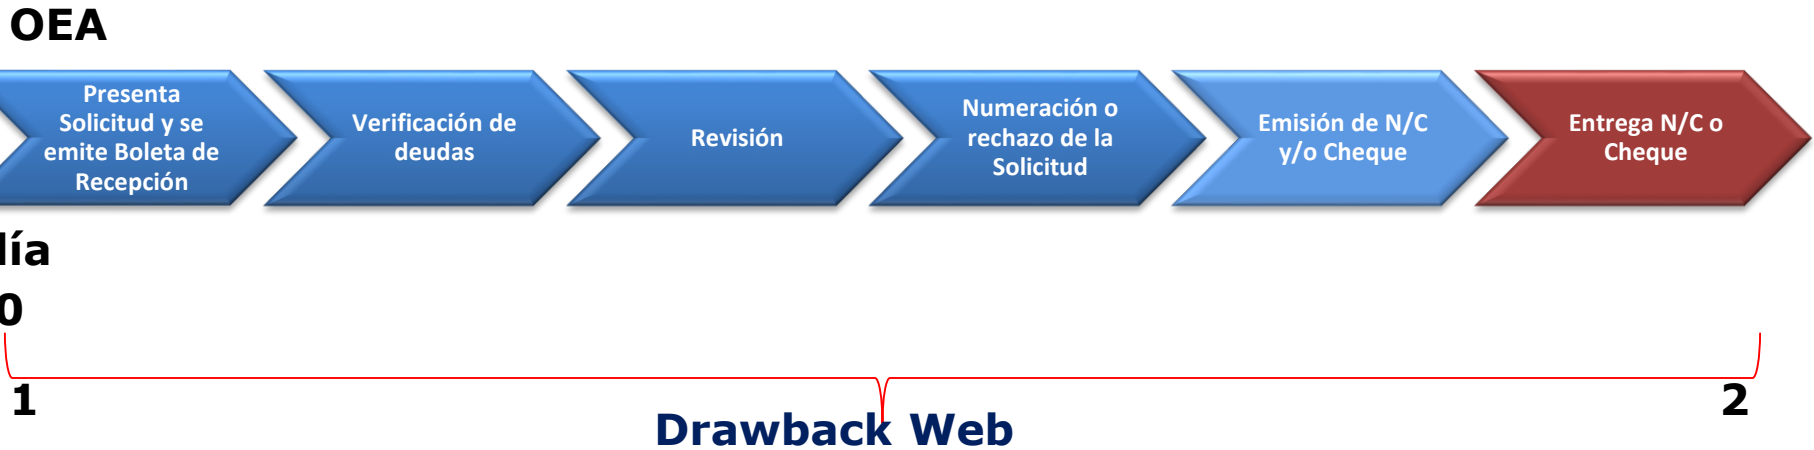 OEA
Presenta
Solicitud y se
emite Boleta de
Recepción
Verificación de
deudas
Revisión
Numeración o
rechazo de la
Solicitud
Emisión de N/C
y/o Cheque
Entrega N/C o
Cheque
ía
0
1
2
Drawback Web